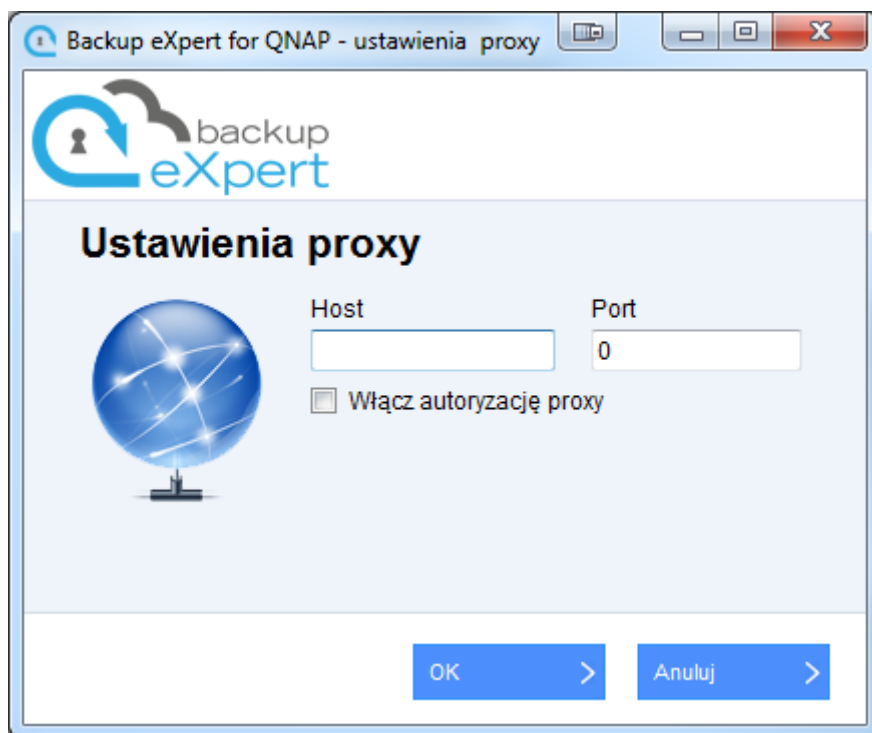 Backup eXpert for QNAP - ustawienia proxy
backup
eXpert
Ustawienia proxy
Host Port
0
Włącz autoryzację proxy
OK Anuluj